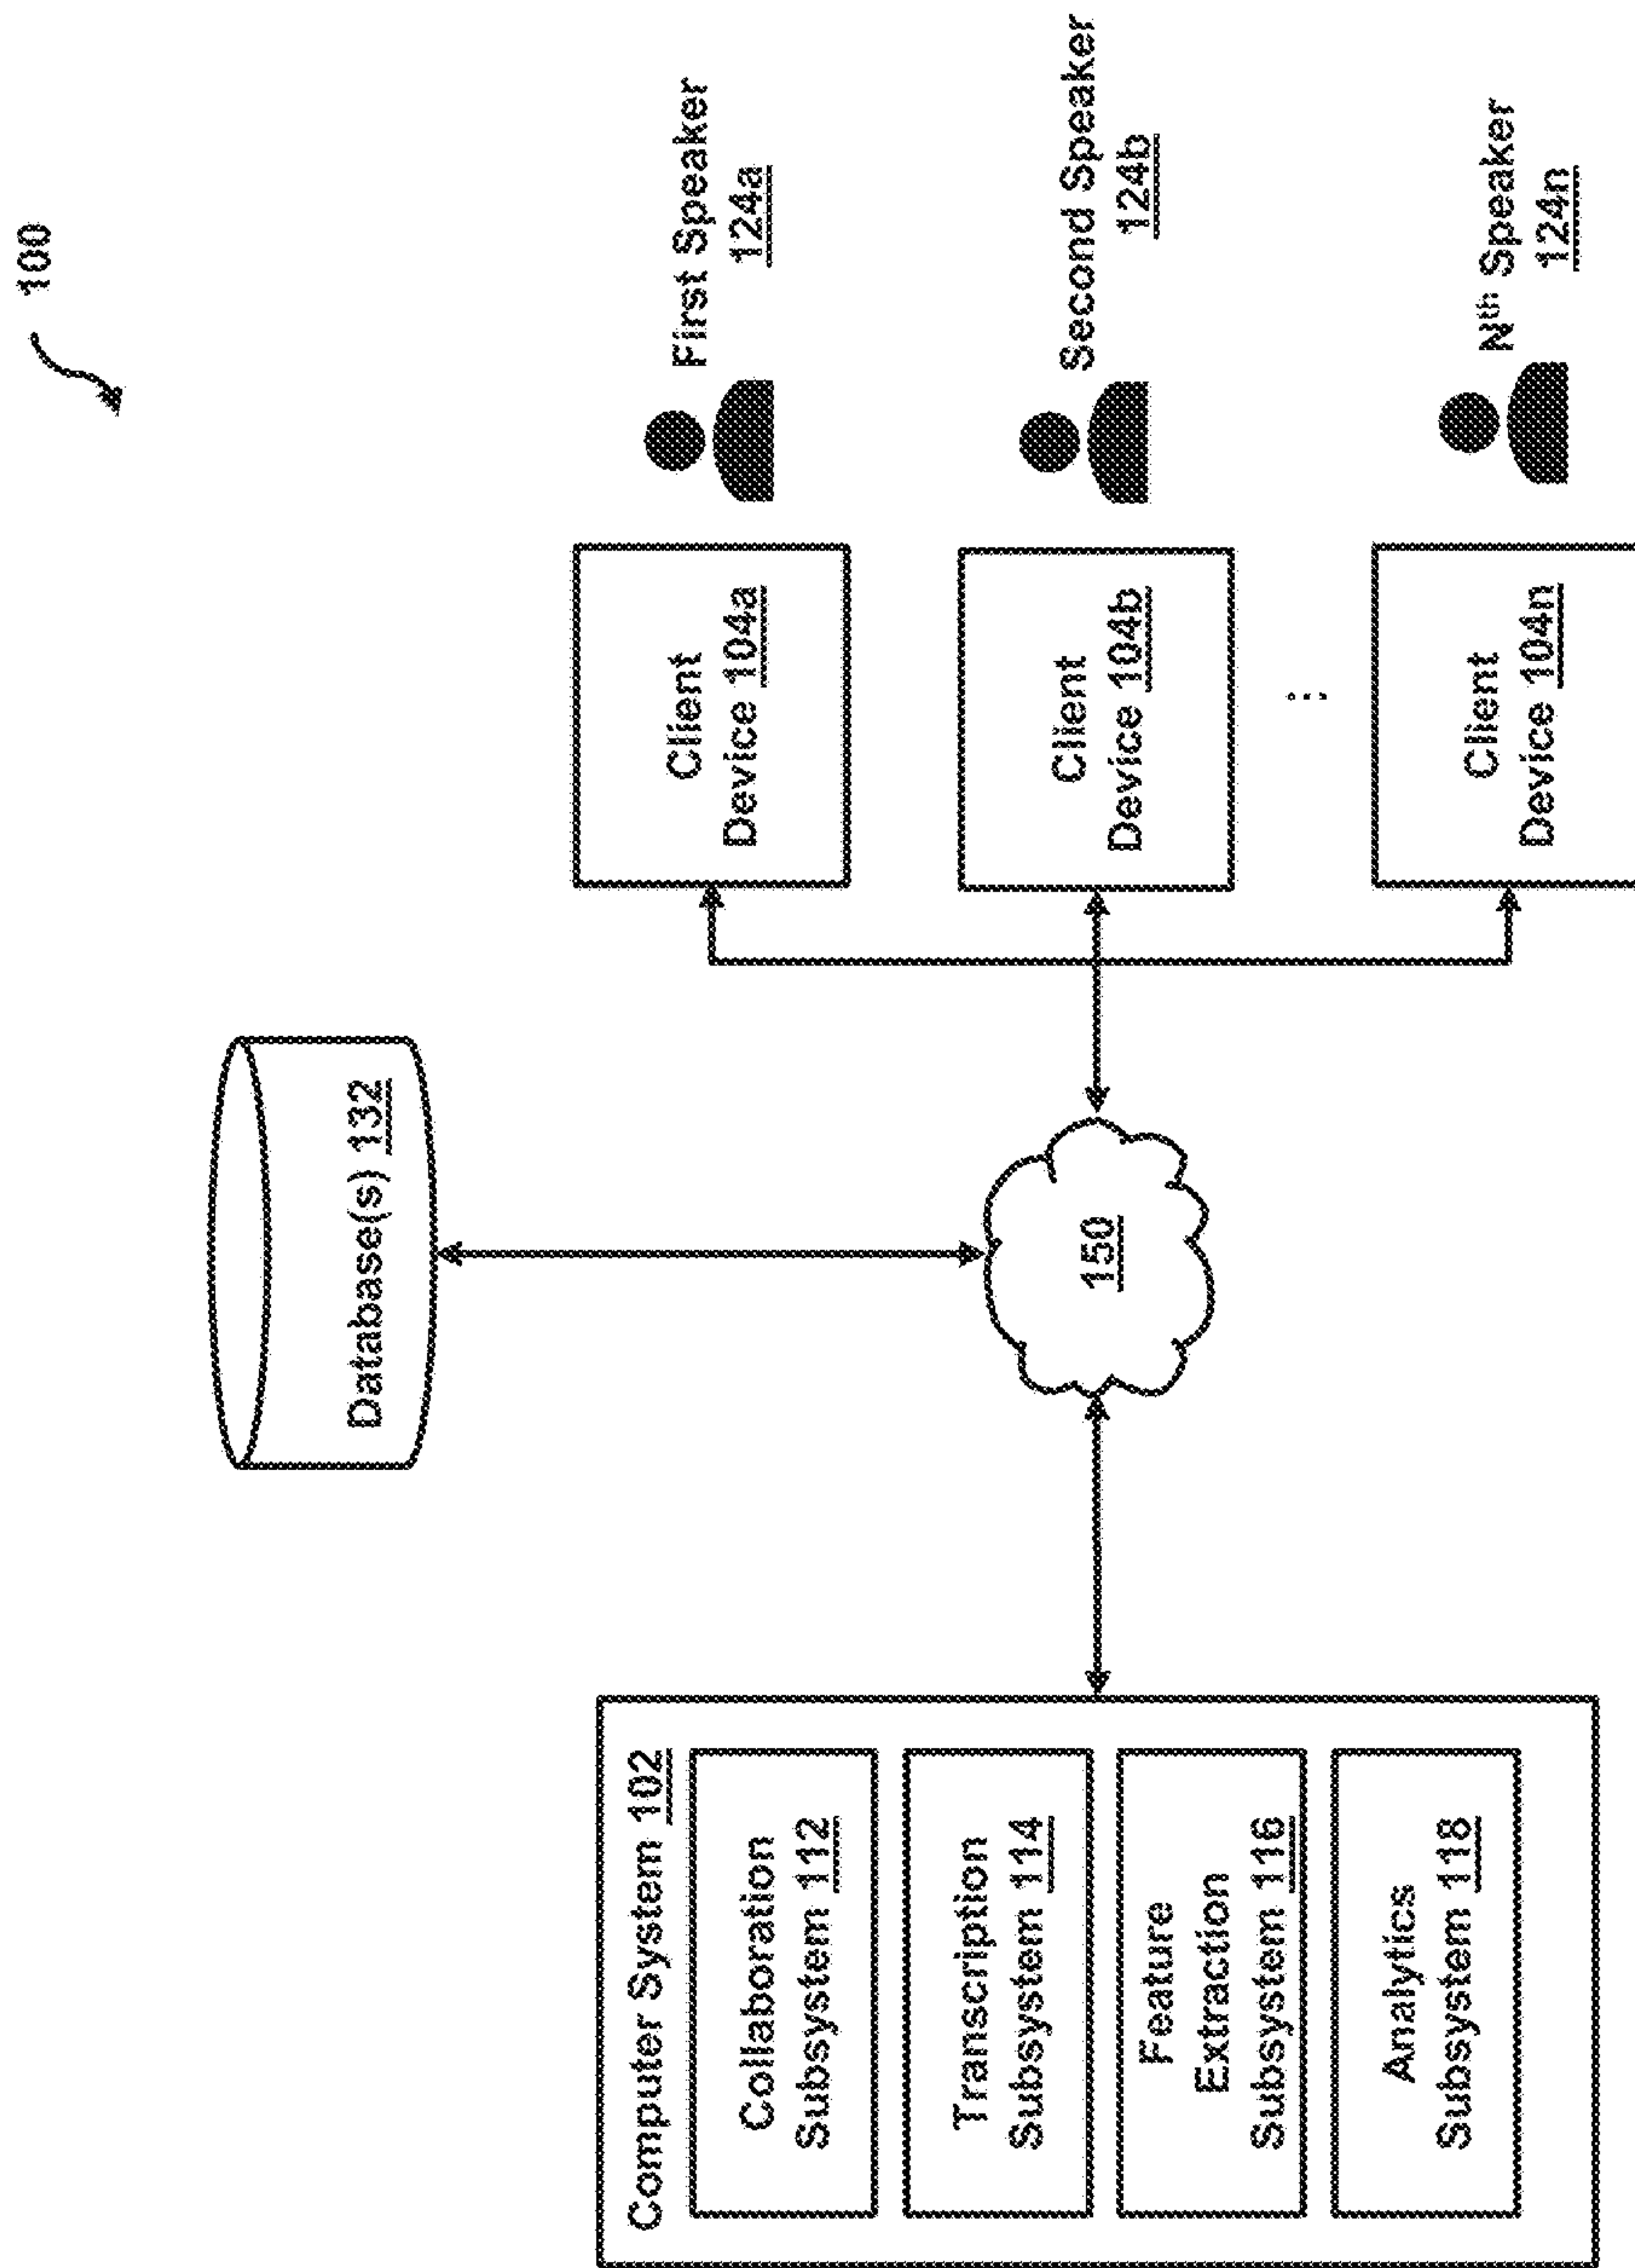 100
Database(s) 132
Computer System 102
Collaboration
Subsystem 112
Transcription
Subsystem 114
Feature
Extraction
Subsystem 116
Analytics
Subsystem 118
150
Client
Device 104a
First Speaker
124a
Client
Device 104b
Second Speaker
124b
⋮
Client
Device 104n
Nth Speaker
124n